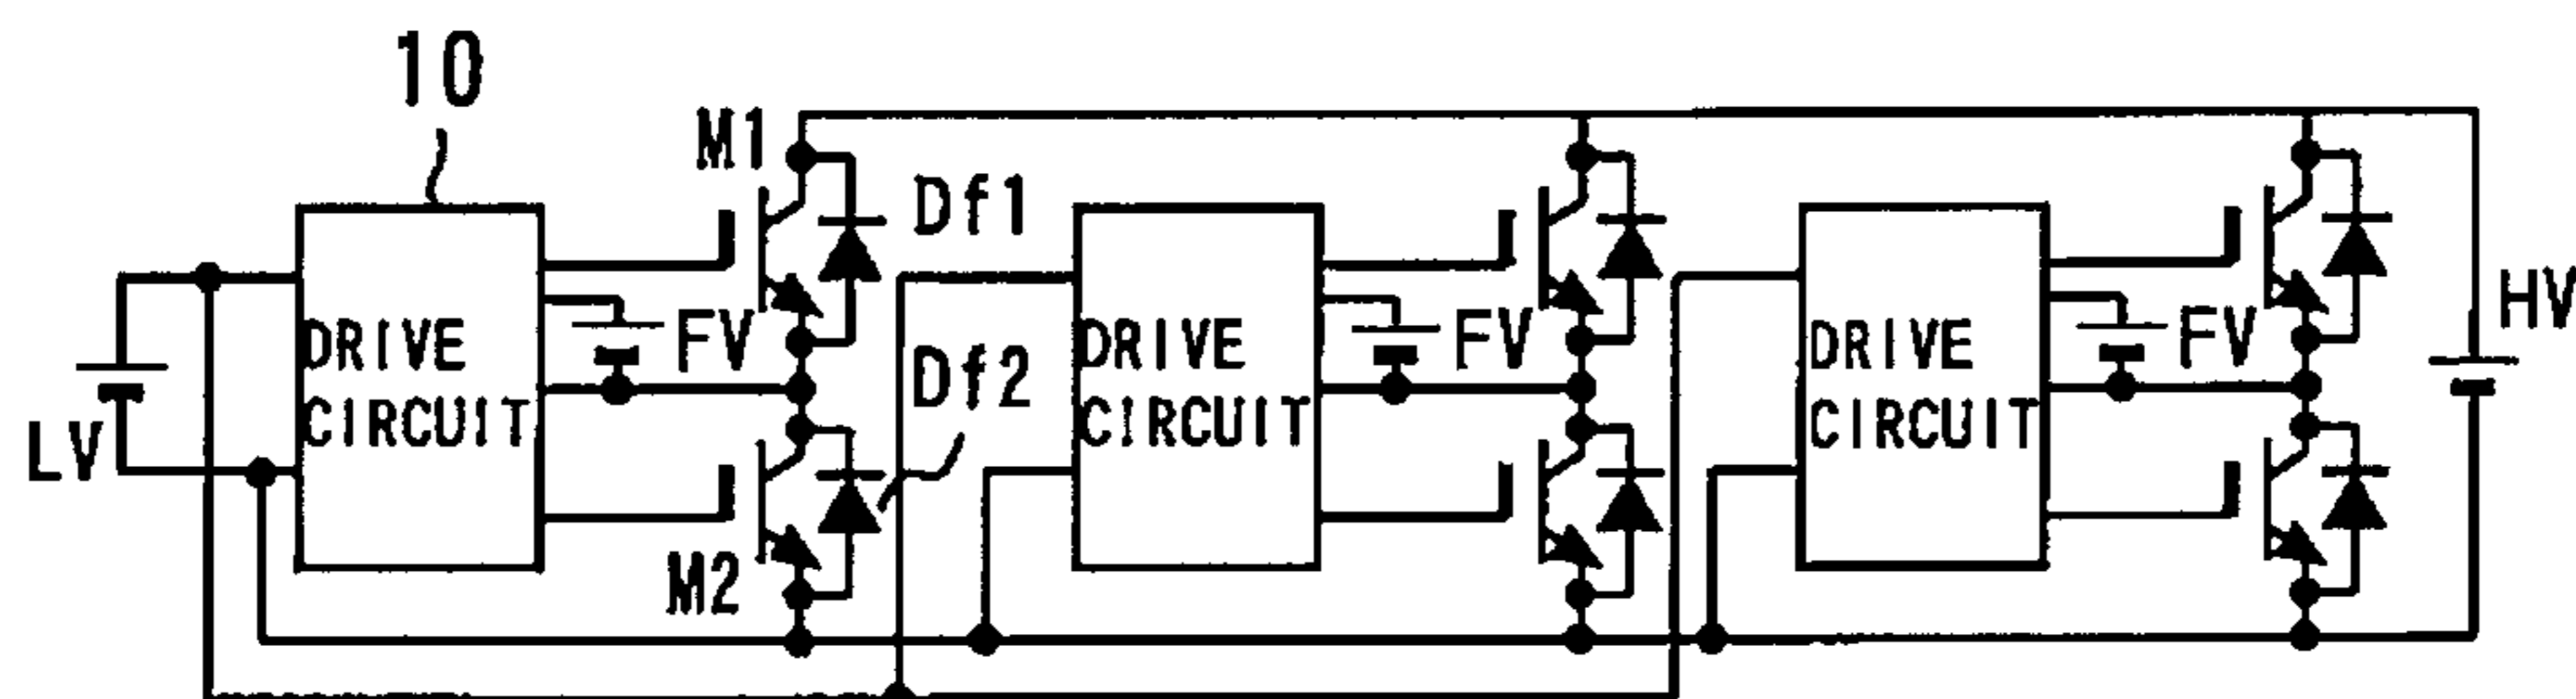 10
M1
Df1
DRIVE
CIRCUIT
FV
Df2
LV
M2
DRIVE
CIRCUIT
FV
DRIVE
CIRCUIT
FV
HV